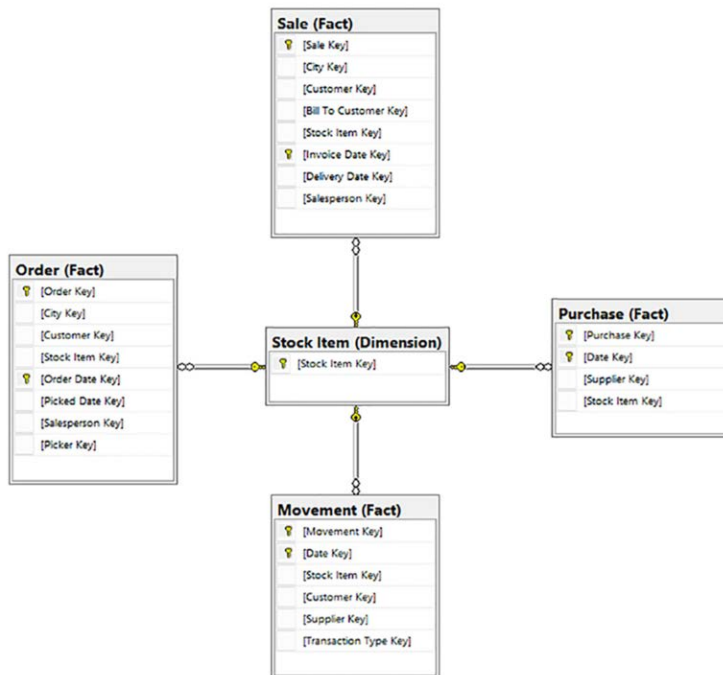 Sale (Fact)
[Sale Key]
[City Key]
[Customer Key]
[Bill To Customer Key]
[Stock Item Key]
[Invoice Date Key]
[Delivery Date Key]
[Salesperson Key]
Order (Fact)
[Order Key]
[City Key]
[Customer Key]
[Stock Item Key]
[Order Date Key]
[Picked Date Key]
[Salesperson Key]
[Picker Key]
Stock Item (Dimension)
[Stock Item Key]
Purchase (Fact)
[Purchase Key]
[Date Key]
[Supplier Key]
[Stock Item Key]
Movement (Fact)
[Movement Key]
[Date Key]
[Stock Item Key]
[Customer Key]
[Supplier Key]
[Transaction Type Key]